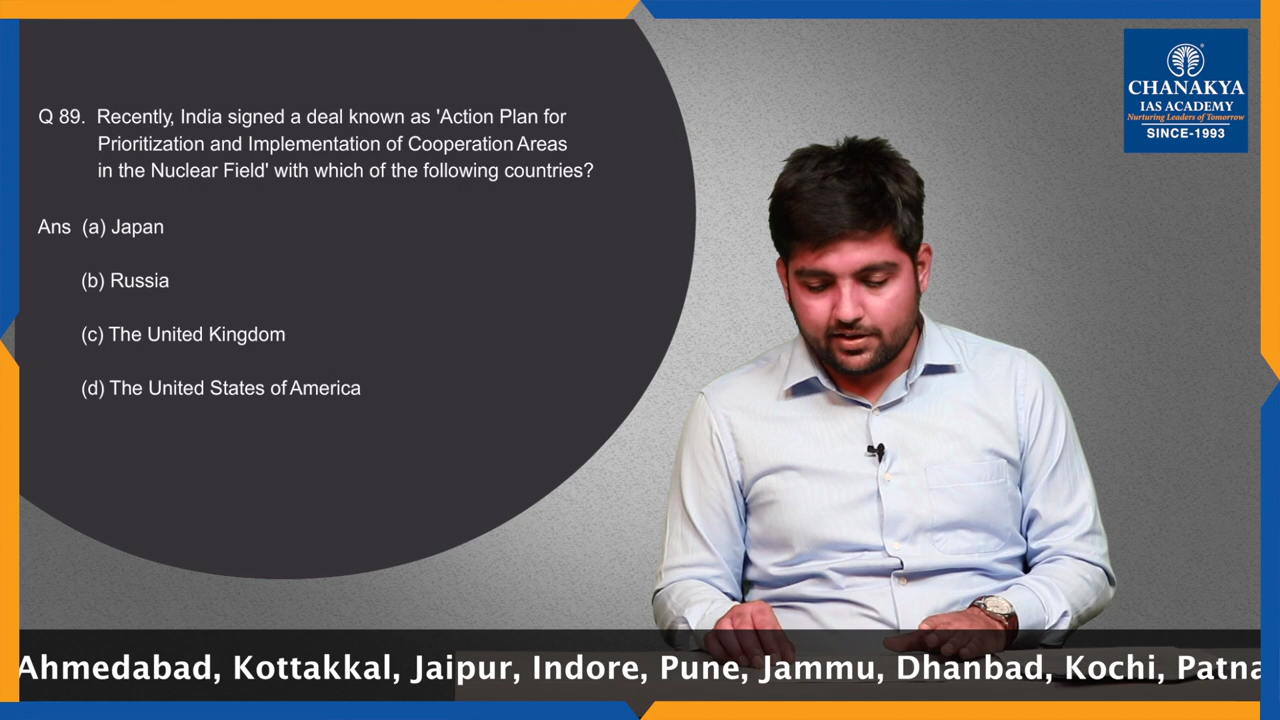 Q 89. Recently, India signed a deal known as 'Action Plan for
Prioritization and Implementation of Cooperation Areas
in the Nuclear Field' with which of the following countries?
Ans (a) Japan
(b) Russia
(c) The United Kingdom
(d) The United States of America
CHANAKYA
IAS ACADEMY
Nurturing Leaders of Tomorrow
SINCE-1993
Ahmedabad, Kottakkal, Jaipur, Indore, Pune, Jammu, Dhanbad, Kochi, Patna